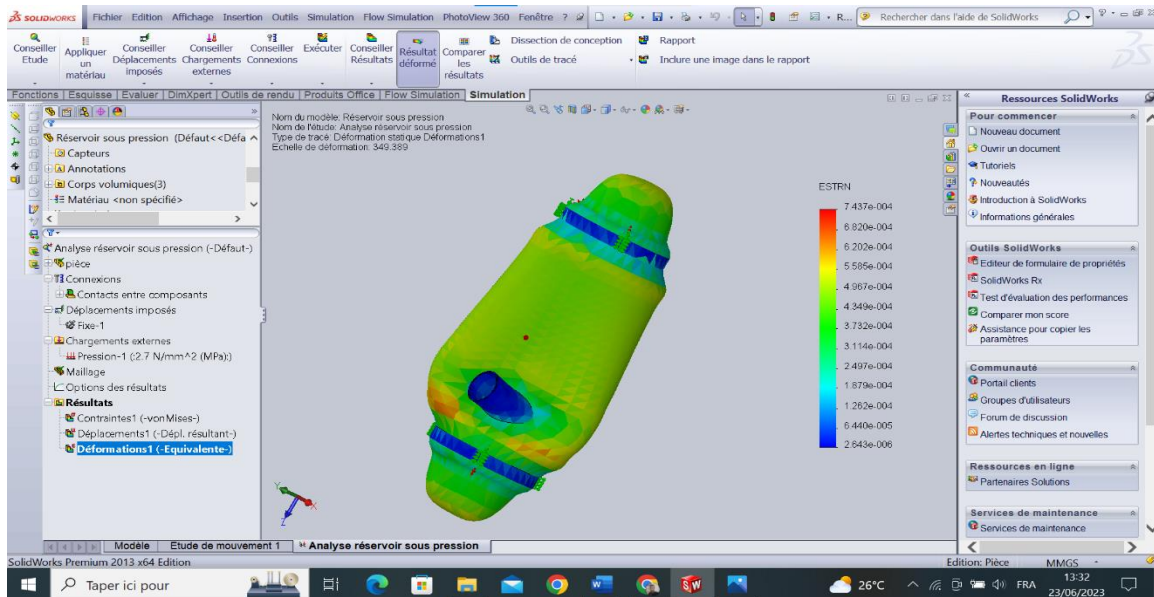 SOLIDWORKS Fichier Edition Affichage Insertion Outils Simulation Flow Simulation PhotoView 360 Fenêtre ? R... Rechercher dans l'aide de SolidWorks
Conseiller Etude
Appliquer un matériau
Conseiller Déplacements imposés
Conseiller Chargements externes
Conseiller Connexions
Exécuter
Conseiller Résultats
Résultat déformé
Comparer les résultats
Dissection de conception
Outils de tracé
Rapport
Inclure une image dans le rapport
Fonctions Esquisse Evaluer DimXpert Outils de rendu Produits Office Flow Simulation Simulation
Réservoir sous pression (Défaut<<Défa
Capteurs
Annotations
Corps volumiques(3)
Matériau <non spécifié>
Analyse réservoir sous pression (-Défaut-)
pièce
Connexions
Contacts entre composants
Déplacements imposés
Fixe-1
Chargements externes
Pression-1 (:2.7 N/mm^2 (MPa):)
Maillage
Options des résultats
Résultats
Contraintes1 (-vonMises-)
Déplacements1 (-Dépl. résultant-)
Déformations1 (-Equivalente-)
Nom du modèle: Réservoir sous pression
Nom de l'étude: Analyse réservoir sous pression
Type de tracé: Déformation statique Déformations1
Echelle de déformation: 349.389
ESTRN
7.437e-004
6.820e-004
6.202e-004
5.585e-004
4.967e-004
4.349e-004
3.732e-004
3.114e-004
2.497e-004
1.879e-004
1.262e-004
6.440e-005
2.643e-006
Y
X
Z
Ressources SolidWorks
Pour commencer
Nouveau document
Ouvrir un document
Tutoriels
Nouveautés
Introduction à SolidWorks
Informations générales
Outils SolidWorks
Editeur de formulaire de propriétés
SolidWorks Rx
Test d'évaluation des performances
Comparer mon score
Assistance pour copier les
paramètres
Communauté
Portail clients
Groupes d'utilisateurs
Forum de discussion
Alertes techniques et nouvelles
Ressources en ligne
Partenaires Solutions
Services de maintenance
Services de maintenance
Modèle Etude de mouvement 1 Analyse réservoir sous pression
SolidWorks Premium 2013 x64 Edition
Edition: Pièce MMGS
Taper ici pour
26°C
FRA
13:32
23/06/2023